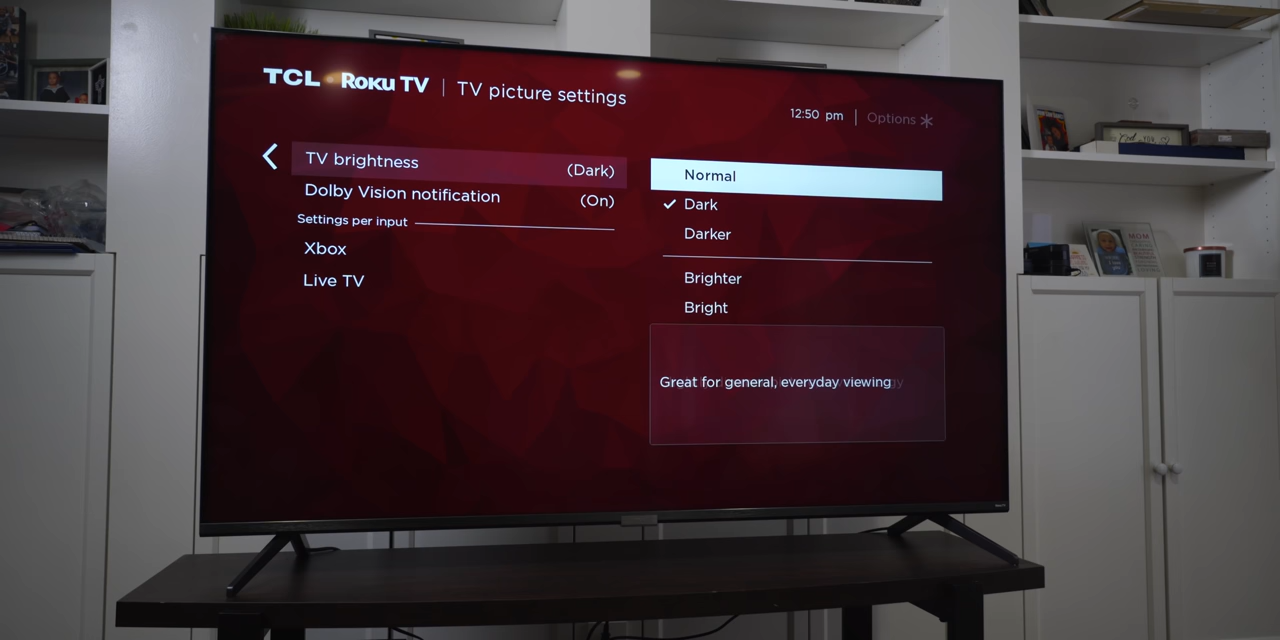 TCL Roku TV | TV picture settings
12:50 pm | Options
TV brightness (Dark)
Dolby Vision notification (On)
Settings per input
Xbox
Live TV
Normal
Dark
Darker
Brighter
Bright
Great for general, everyday viewing
MOM